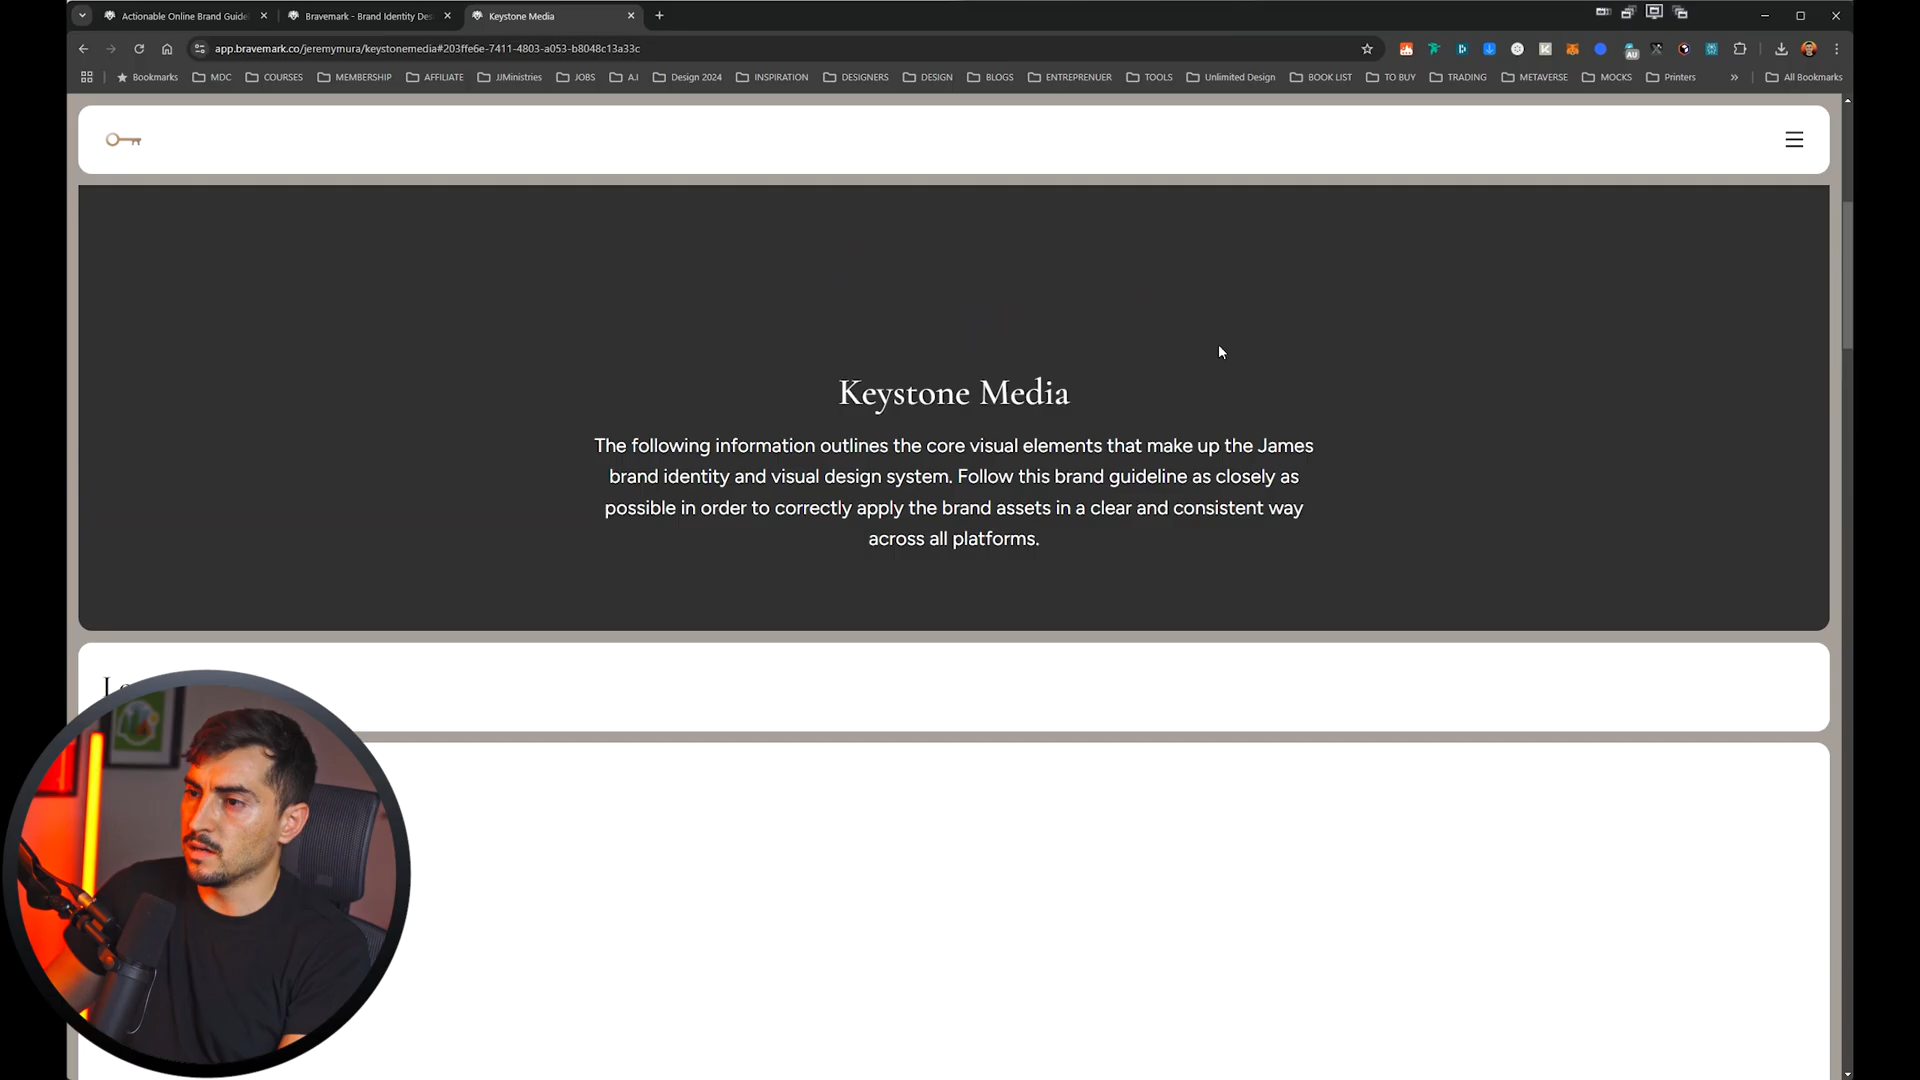 Actionable Online Brand Guide
Bravemark - Brand Identity Des
Keystone Media
app.bravemark.co/jeremymura/keystonemedia#203ffe6e-7411-4803-a053-b8048c13a33c
Bookmarks MDC COURSES MEMBERSHIP AFFILIATE JJMinistries JOBS A.I Design 2024 INSPIRATION DESIGNERS DESIGN BLOGS ENTREPRENUER TOOLS Unlimited Design BOOK LIST TO BUY TRADING METAVERSE MOCKS Printers » All Bookmarks
Keystone Media
The following information outlines the core visual elements that make up the James
brand identity and visual design system. Follow this brand guideline as closely as
possible in order to correctly apply the brand assets in a clear and consistent way
across all platforms.